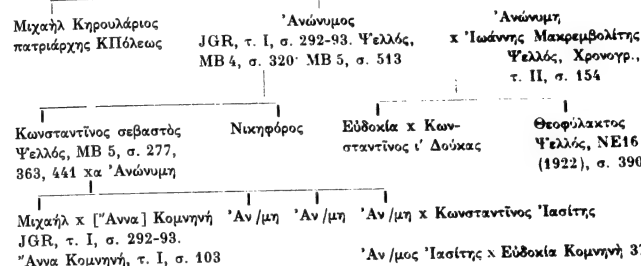 Μιχαὴλ Κηρουλάριος
πατριάρχης ΚΠόλεως
Ἀνώνυμος
JGR, τ. I, σ. 292-93. Ψελλός,
MB 4, σ. 320· MB 5, σ. 513
Ἀνώνυμη
x Ἰωάννης Μακρεμβολίτης
Ψελλός, Χρονογρ.,
τ. II, σ. 154
Κωνσταντῖνος σεβαστὸς
Ψελλός, MB 5, σ. 277,
363, 441 χα Ἀνώνυμη
Νικηφόρος
Εὐδοκία x Κων-
σταντῖνος ι´ Δούκας
Θεοφύλακτος
Ψελλός, ΝΕ16
(1922), σ. 390
Μιχαὴλ x [Ἄννα] Κομνηνή
JGR, τ. I, σ. 292-93.
Ἄννα Κομνηνή, τ. I, σ. 103
Ἀν/μη
Ἀν/μη
Ἀν/μη x Κωνσταντῖνος Ἰασίτης
Ἀν/μος Ἰασίτης x Εὐδοκία Κομνηνὴ